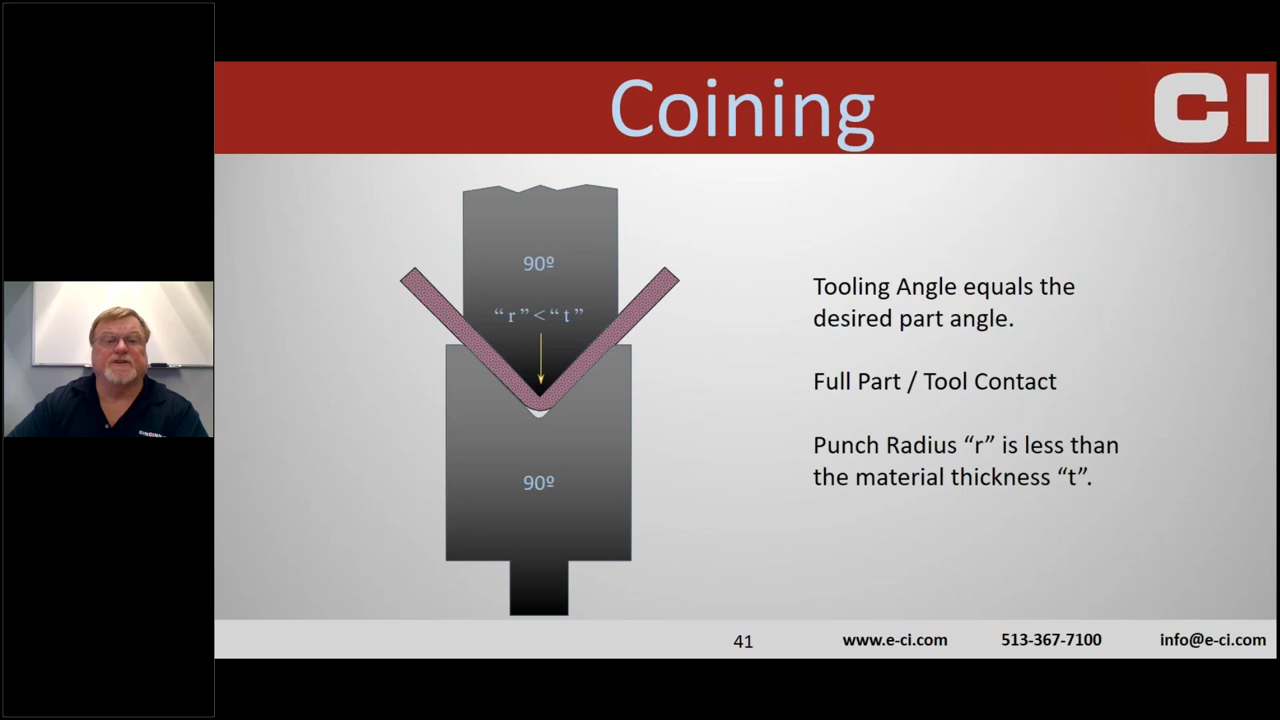 Coining
CI
90º
“ r ” < “ t ”
90º
Tooling Angle equals the
desired part angle.
Full Part / Tool Contact
Punch Radius “r” is less than
the material thickness “t”.
41
www.e-ci.com
513-367-7100
info@e-ci.com